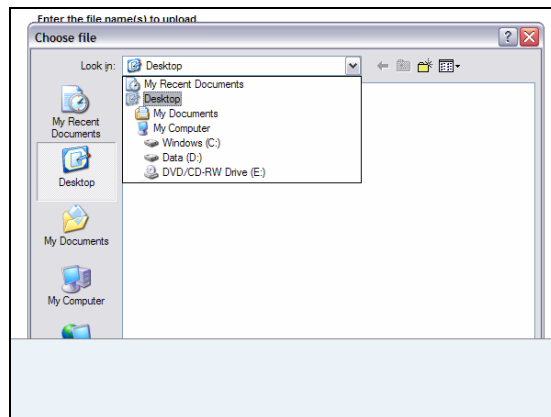 Enter the file name(s) to upload
Choose file
Look in:
Desktop
My Recent Documents
Desktop
My Documents
My Computer
Windows (C:)
Data (D:)
DVD/CD-RW Drive (E:)
My Recent
Documents
Desktop
My Documents
My Computer